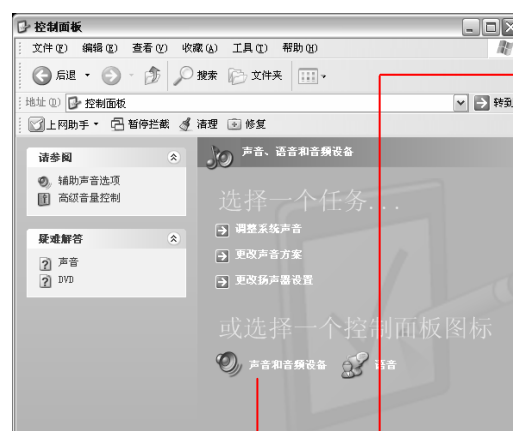 控制面板
文件(F) 编辑(E) 查看(V) 收藏(A) 工具(T) 帮助(H)
后退 搜索 文件夹
地址(D) 控制面板 转到
上网助手 暂停拦截 清理 修复
请参阅
辅助声音选项
高级音量控制
疑难解答
声音
DVD
声音、语音和音频设备
选择一个任务...
调整系统声音
更改声音方案
更改扬声器设置
或选择一个控制面板图标
声音和音频设备 语音